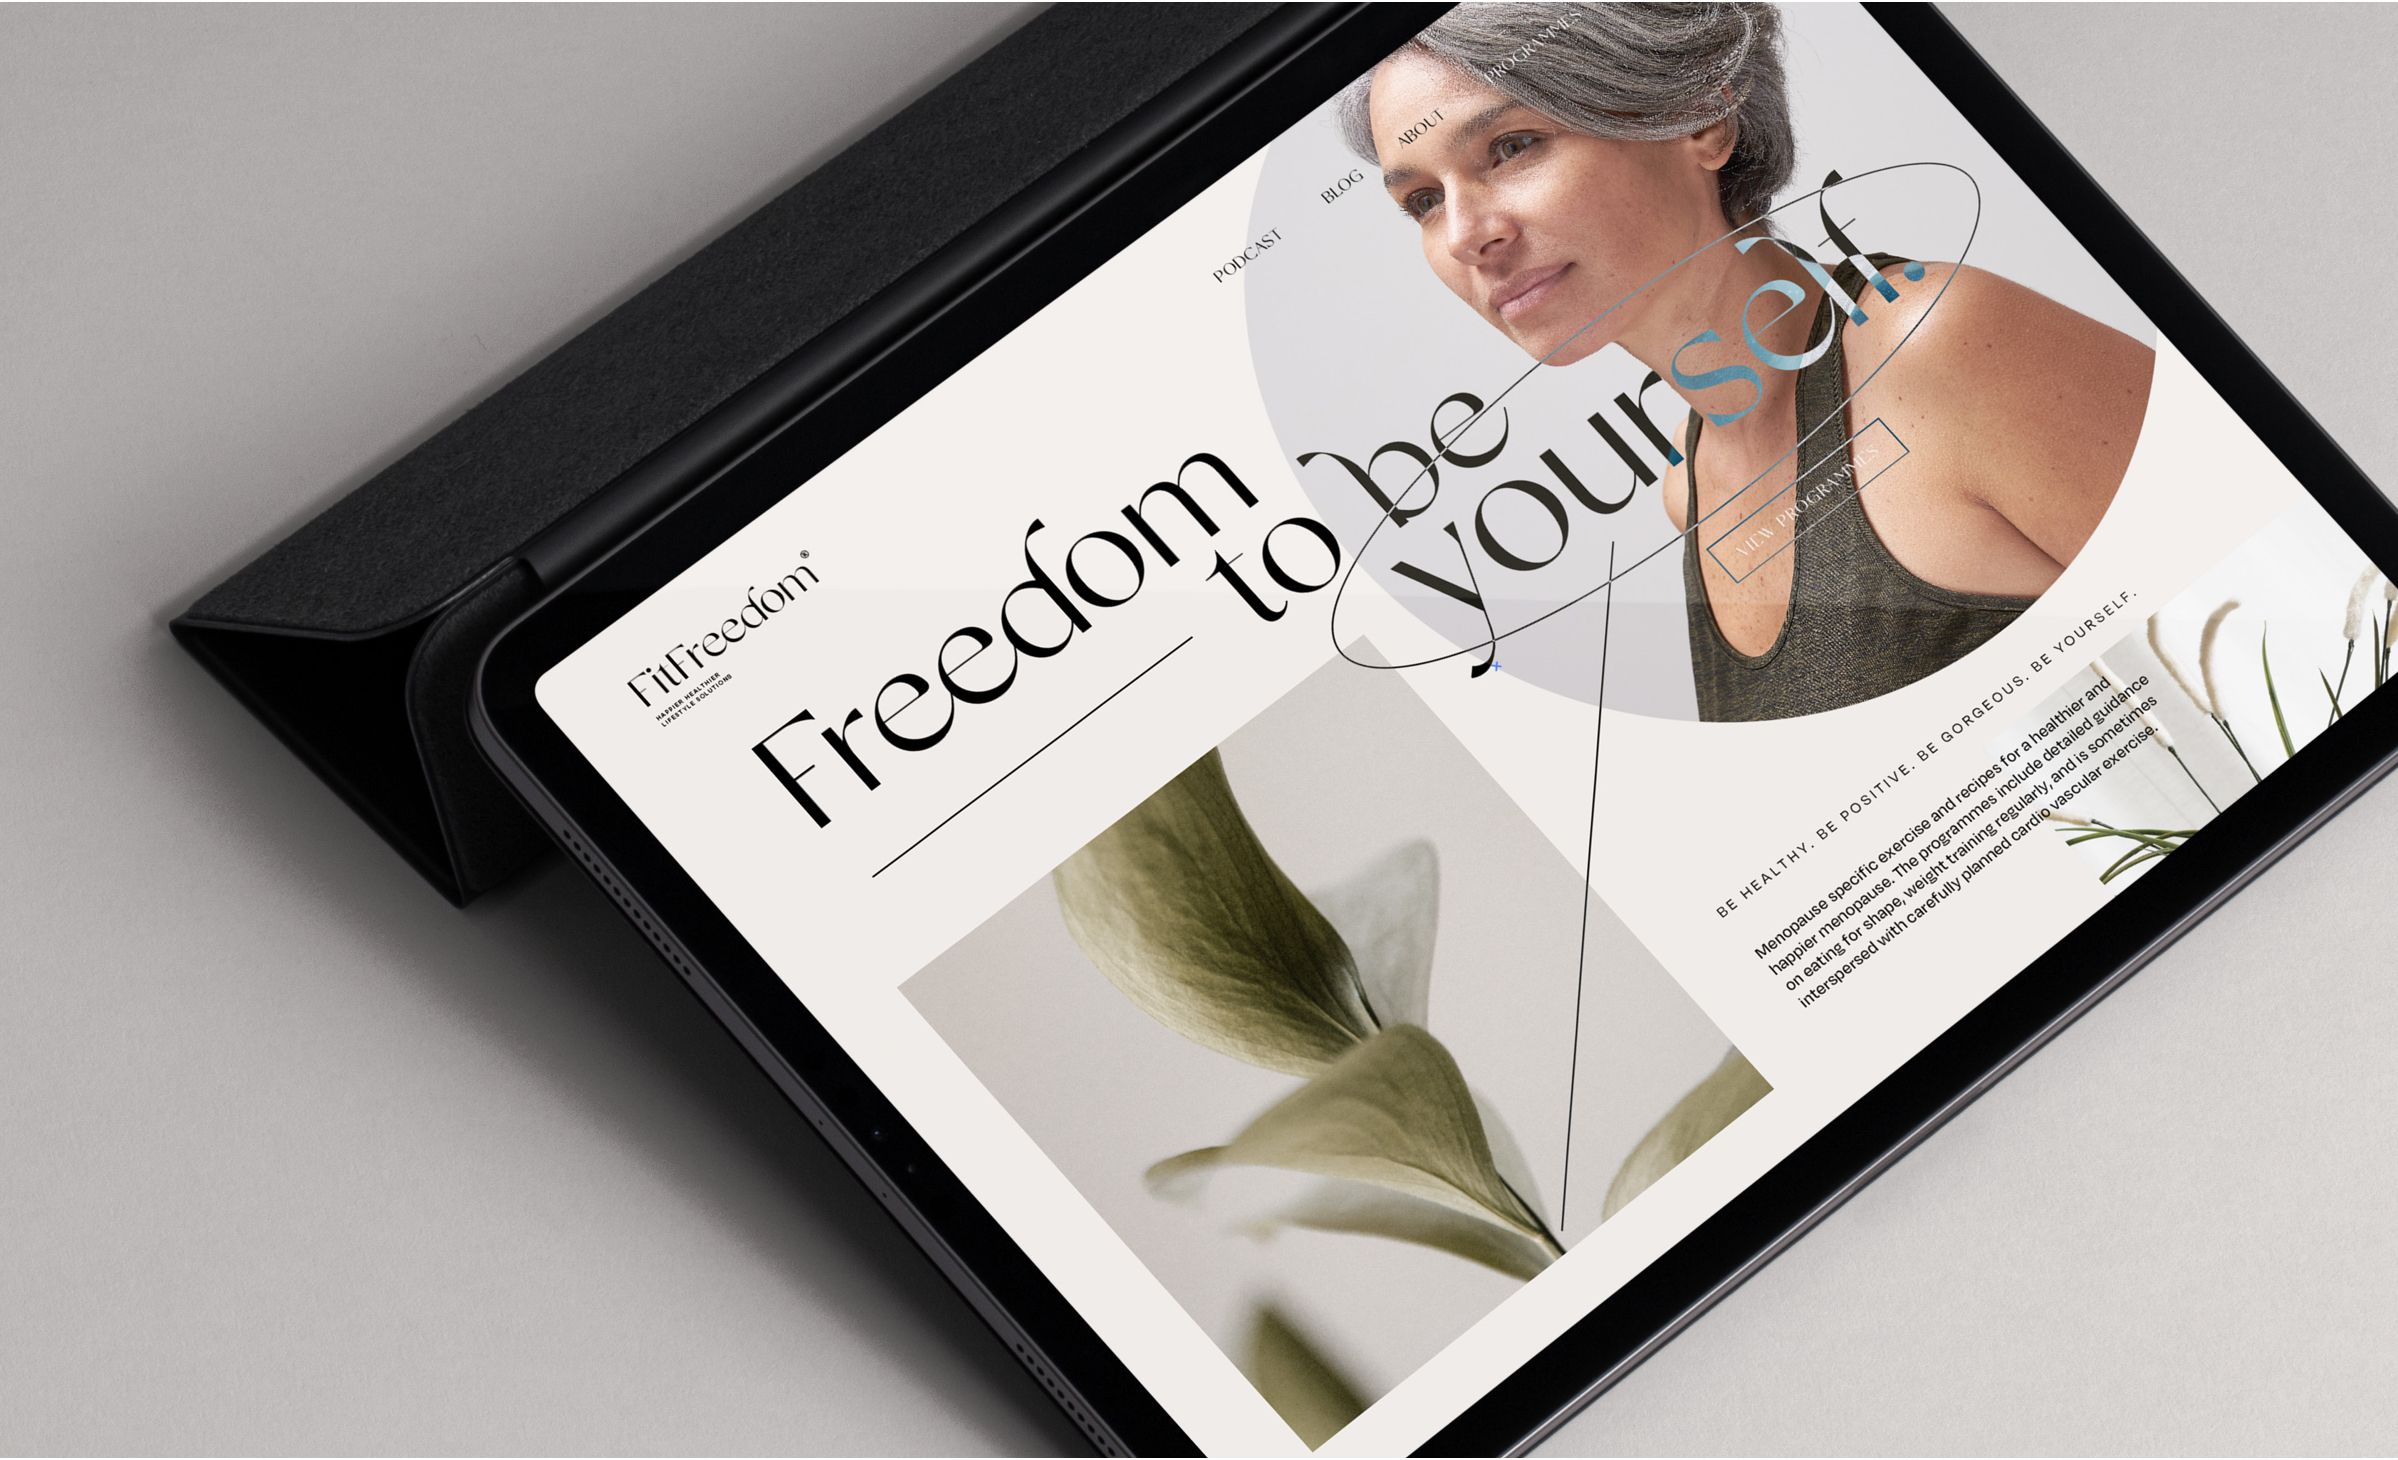 PODCAST
BLOG
ABOUT
PROGRAMMES
FitFreedom®
HAPPIER HEALTHIER
LIFESTYLE SOLUTIONS
Freedom
to be
yourself.
VIEW PROGRAMMES
BE HEALTHY. BE POSITIVE. BE GORGEOUS. BE YOURSELF.
Menopause specific exercise and recipes for a healthier and
happier menopause. The programmes include detailed guidance
on eating for shape, weight training regularly, and is sometimes
interspersed with carefully planned cardio vascular exercise.